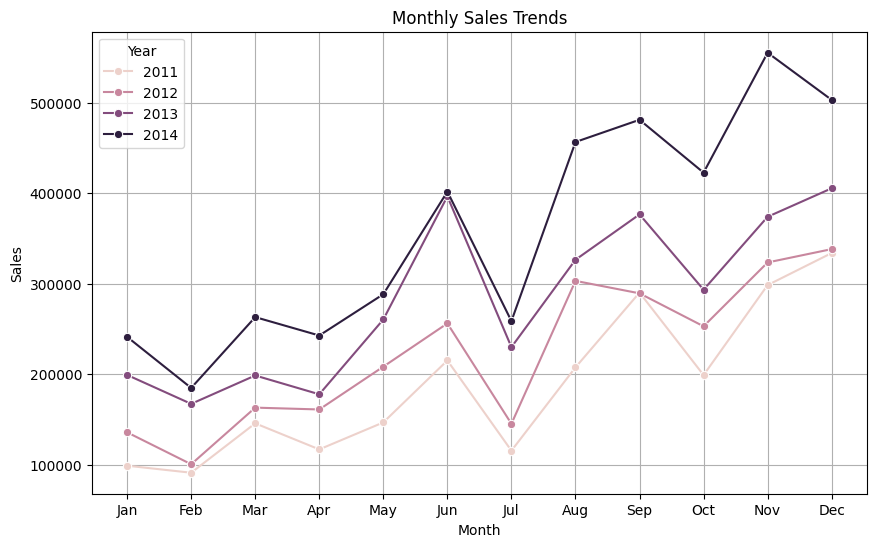 Monthly Sales Trends
Year
2011
2012
2013
2014
500000
400000
300000
200000
100000
Sales
Jan Feb Mar Apr May Jun Jul Aug Sep Oct Nov Dec
Month